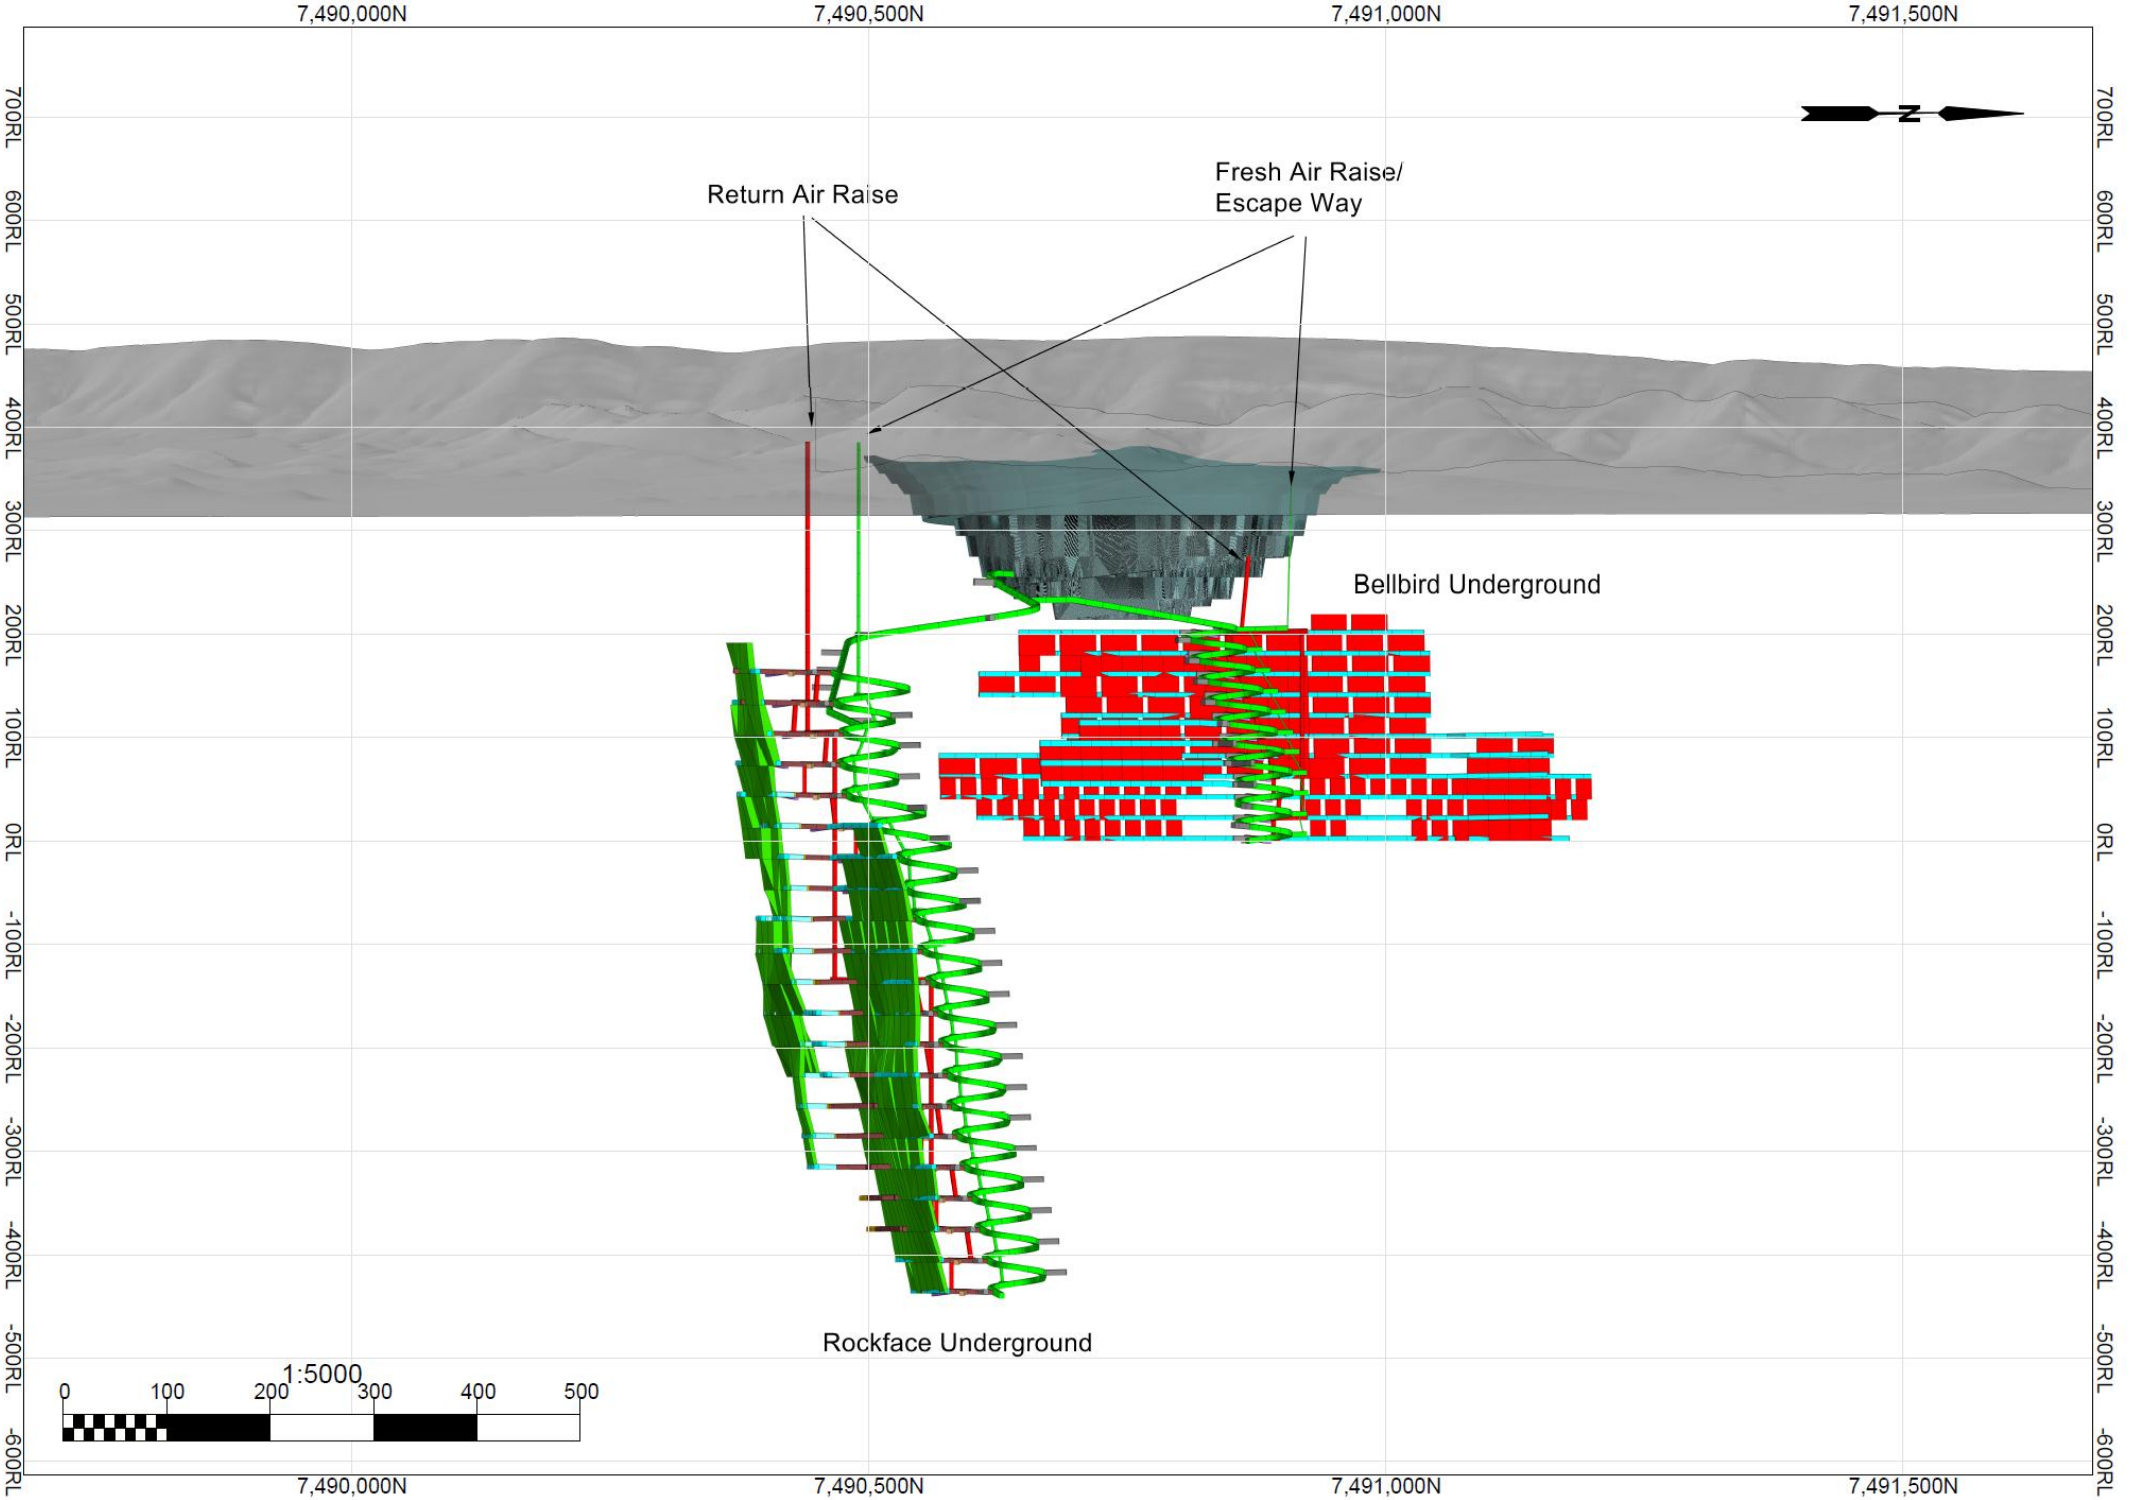 7,490,000N 7,490,500N 7,491,000N 7,491,500N
700RL 700RL
N
Return Air Raise
Fresh Air Raise/
Escape Way
600RL 600RL
500RL 500RL
400RL 400RL
300RL 300RL
Bellbird Underground
200RL 200RL
100RL 100RL
0RL 0RL
-100RL -100RL
-200RL -200RL
-300RL -300RL
-400RL -400RL
Rockface Underground
-500RL -500RL
1:5000
0 100 200 300 400 500
-600RL -600RL
7,490,000N 7,490,500N 7,491,000N 7,491,500N